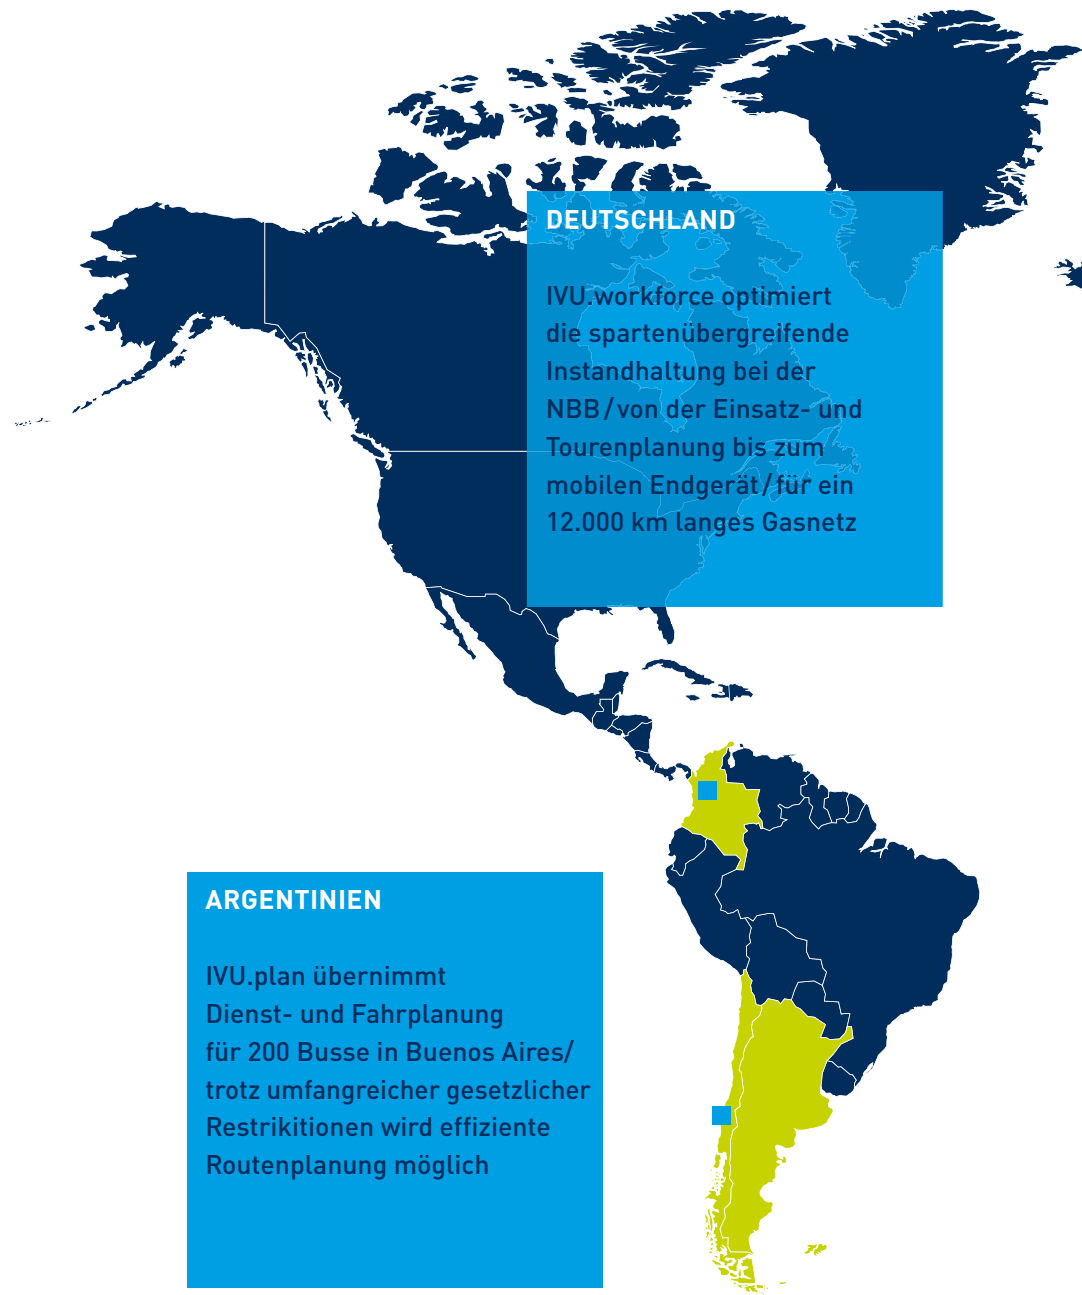 DEUTSCHLAND
IVU.workforce optimiert
die spartenübergreifende
Instandhaltung bei der
NBB/von der Einsatz- und
Tourenplanung bis zum
mobilen Endgerät/für ein
12.000 km langes Gasnetz
ARGENTINIEN
IVU.plan übernimmt
Dienst- und Fahrplanung
für 200 Busse in Buenos Aires/
trotz umfangreicher gesetzlicher
Restrikitionen wird effiziente
Routenplanung möglich